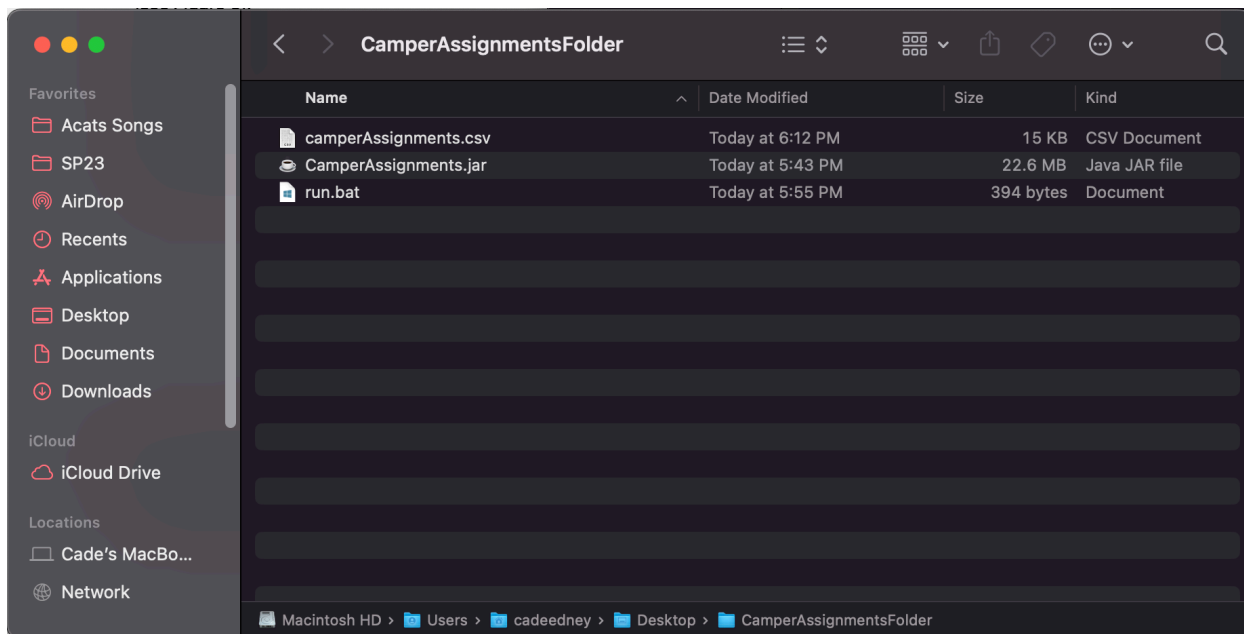 CamperAssignmentsFolder
Favorites
Acats Songs
SP23
AirDrop
Recents
Applications
Desktop
Documents
Downloads
iCloud
iCloud Drive
Locations
Cade's MacBo...
Network
Name Date Modified Size Kind
camperAssignments.csv Today at 6:12 PM 15 KB CSV Document
CamperAssignments.jar Today at 5:43 PM 22.6 MB Java JAR file
run.bat Today at 5:55 PM 394 bytes Document
Macintosh HD › Users › cadeedney › Desktop › CamperAssignmentsFolder